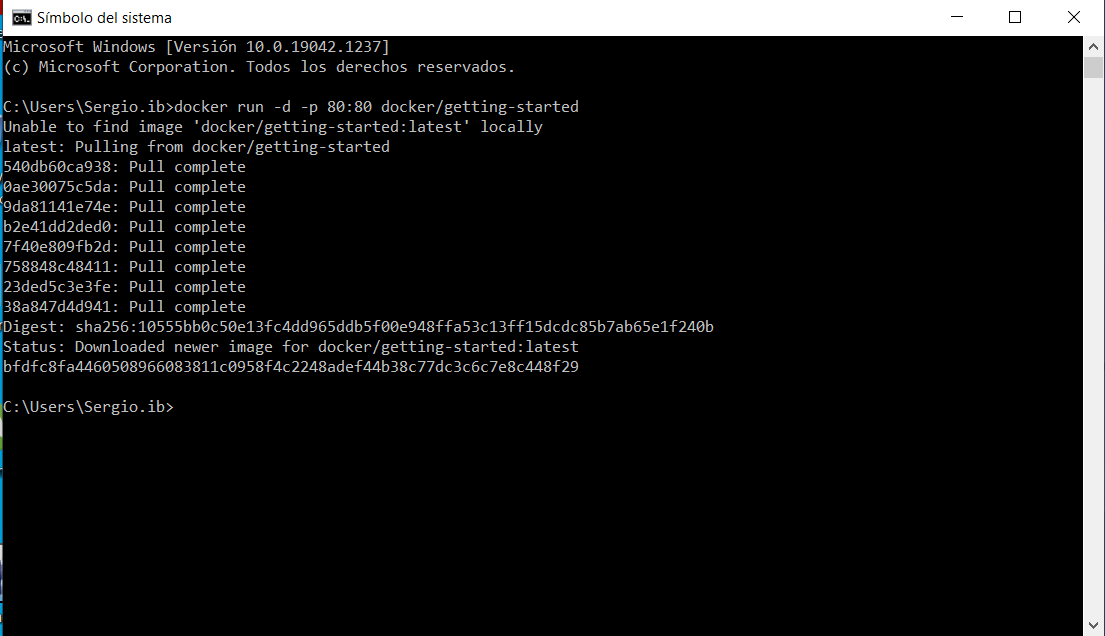 Símbolo del sistema
Microsoft Windows [Versión 10.0.19042.1237]
(c) Microsoft Corporation. Todos los derechos reservados.
C:\Users\Sergio.ib>docker run -d -p 80:80 docker/getting-started
Unable to find image 'docker/getting-started:latest' locally
latest: Pulling from docker/getting-started
540db60ca938: Pull complete
0ae30075c5da: Pull complete
9da81141e74e: Pull complete
b2e41dd2ded0: Pull complete
7f40e809fb2d: Pull complete
758848c48411: Pull complete
23ded5c3e3fe: Pull complete
38a847d4d941: Pull complete
Digest: sha256:10555bb0c50e13fc4dd965ddb5f00e948ffa53c13ff15dcdc85b7ab65e1f240b
Status: Downloaded newer image for docker/getting-started:latest
bfdfc8fa4460508966083811c0958f4c2248adef44b38c77dc3c6c7e8c448f29
C:\Users\Sergio.ib>